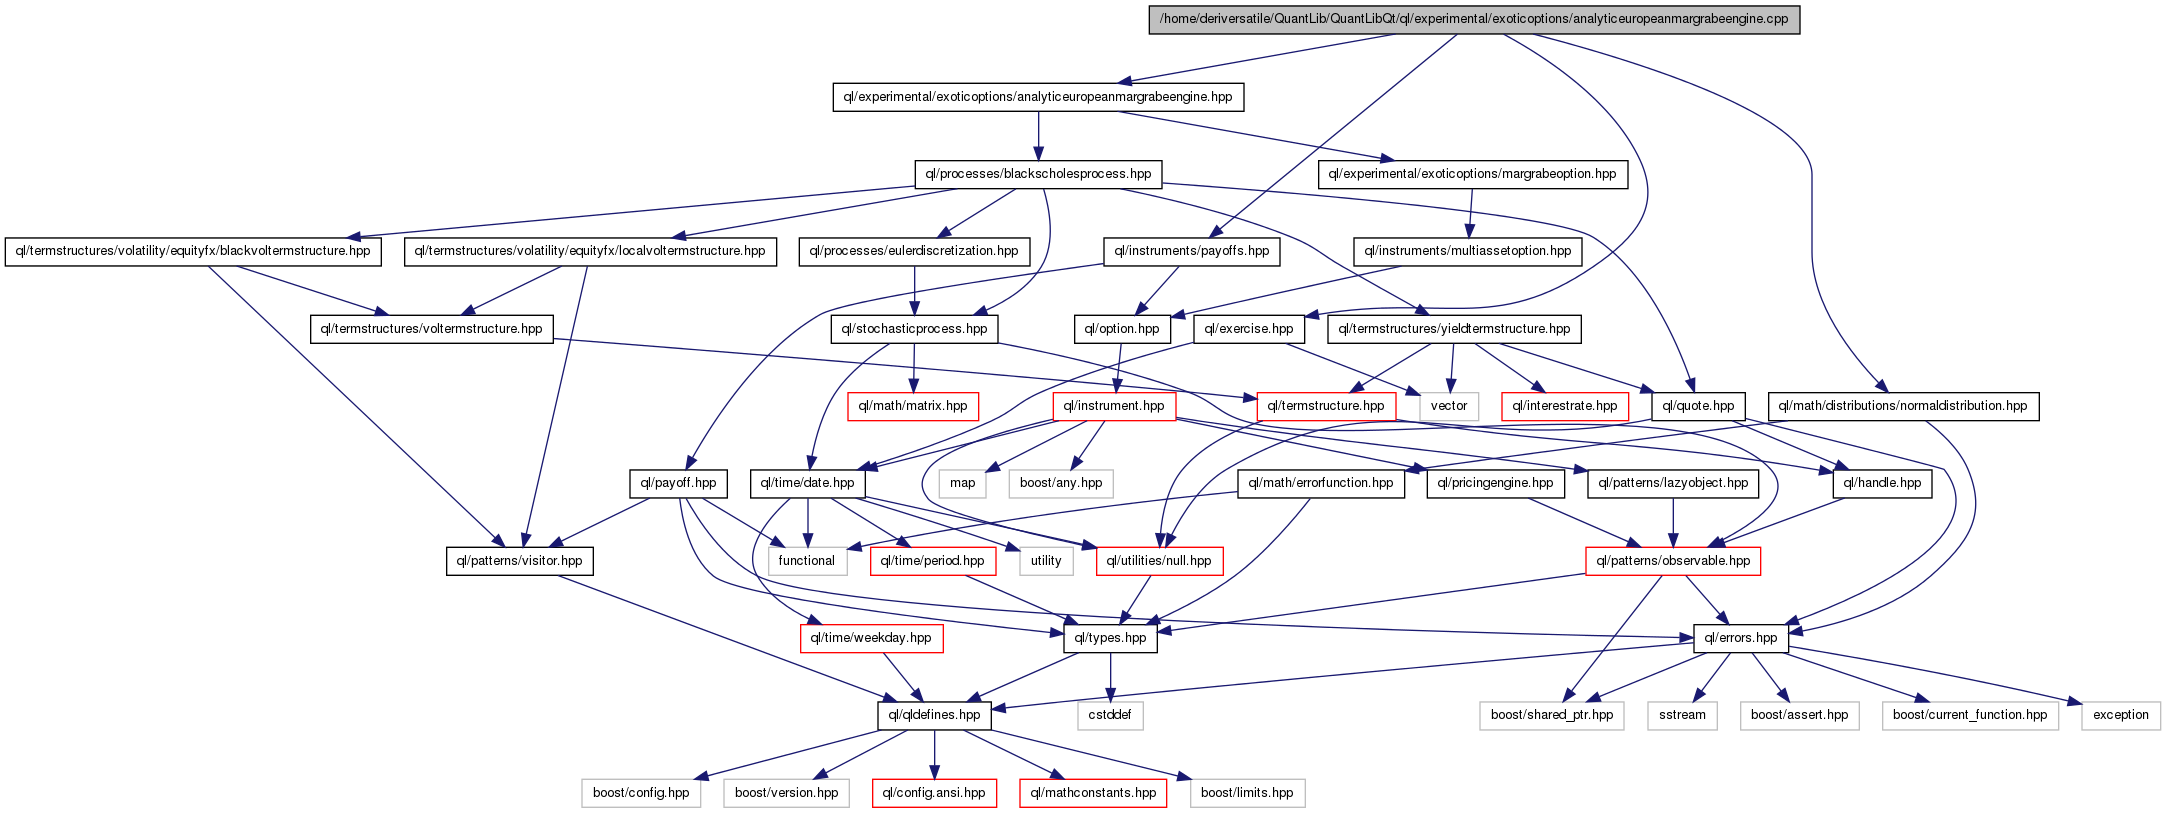 /home/deriversatile/QuantLib/QuantLibQt/ql/experimental/exoticoptions/analyticeuropeanmargrabeengine.cpp
ql/experimental/exoticoptions/analyticeuropeanmargrabeengine.hpp
ql/processes/blackscholesprocess.hpp
ql/experimental/exoticoptions/margrabeoption.hpp
ql/termstructures/volatility/equityfx/blackvoltermstructure.hpp
ql/termstructures/volatility/equityfx/localvoltermstructure.hpp
ql/processes/eulerdiscretization.hpp
ql/instruments/payoffs.hpp
ql/instruments/multiassetoption.hpp
ql/termstructures/voltermstructure.hpp
ql/stochasticprocess.hpp
ql/option.hpp
ql/exercise.hpp
ql/termstructures/yieldtermstructure.hpp
ql/math/matrix.hpp
ql/instrument.hpp
ql/termstructure.hpp
vector
ql/interestrate.hpp
ql/quote.hpp
ql/math/distributions/normaldistribution.hpp
ql/payoff.hpp
ql/time/date.hpp
map
boost/any.hpp
ql/math/errorfunction.hpp
ql/pricingengine.hpp
ql/patterns/lazyobject.hpp
ql/handle.hpp
ql/patterns/visitor.hpp
functional
ql/time/period.hpp
utility
ql/utilities/null.hpp
ql/patterns/observable.hpp
ql/time/weekday.hpp
ql/types.hpp
ql/errors.hpp
ql/qldefines.hpp
cstddef
boost/shared_ptr.hpp
sstream
boost/assert.hpp
boost/current_function.hpp
exception
boost/config.hpp
boost/version.hpp
ql/config.ansi.hpp
ql/mathconstants.hpp
boost/limits.hpp